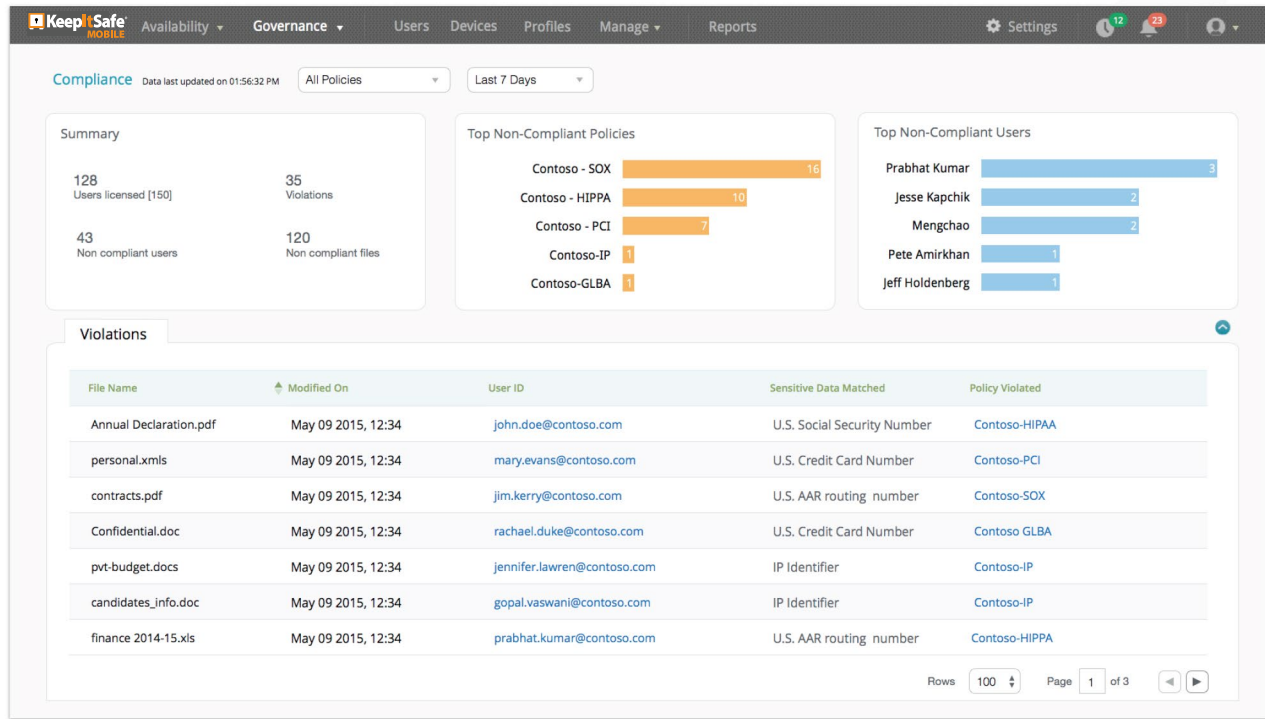 KeepItSafe MOBILE Availability Governance Users Devices Profiles Manage Reports Settings 12 23
Compliance Data last updated on 01:56:32 PM All Policies Last 7 Days
Summary
128
Users licensed [150]
35
Violations
43
Non compliant users
120
Non compliant files
Top Non-Compliant Policies
Contoso - SOX 16
Contoso - HIPPA 10
Contoso - PCI 7
Contoso-IP 1
Contoso-GLBA 1
Top Non-Compliant Users
Prabhat Kumar 3
Jesse Kapchik 2
Mengchao 2
Pete Amirkhan 1
Jeff Holdenberg 1
Violations
File Name Modified On User ID Sensitive Data Matched Policy Violated
Annual Declaration.pdf May 09 2015, 12:34 john.doe@contoso.com U.S. Social Security Number Contoso-HIPAA
personal.xmls May 09 2015, 12:34 mary.evans@contoso.com U.S. Credit Card Number Contoso-PCI
contracts.pdf May 09 2015, 12:34 jim.kerry@contoso.com U.S. AAR routing number Contoso-SOX
Confidential.doc May 09 2015, 12:34 rachael.duke@contoso.com U.S. Credit Card Number Contoso GLBA
pvt-budget.docs May 09 2015, 12:34 jennifer.lawren@contoso.com IP Identifier Contoso-IP
candidates_info.doc May 09 2015, 12:34 gopal.vaswani@contoso.com IP Identifier Contoso-IP
finance 2014-15.xls May 09 2015, 12:34 prabhat.kumar@contoso.com U.S. AAR routing number Contoso-HIPPA
Rows 100 Page 1 of 3